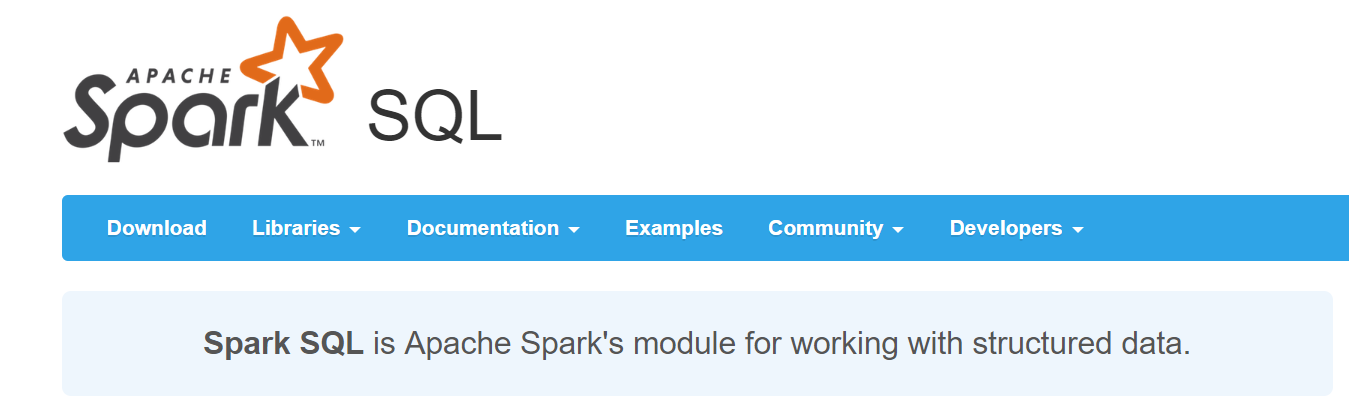 APACHE
Spark™ SQL
Download Libraries Documentation Examples Community Developers
Spark SQL is Apache Spark's module for working with structured data.